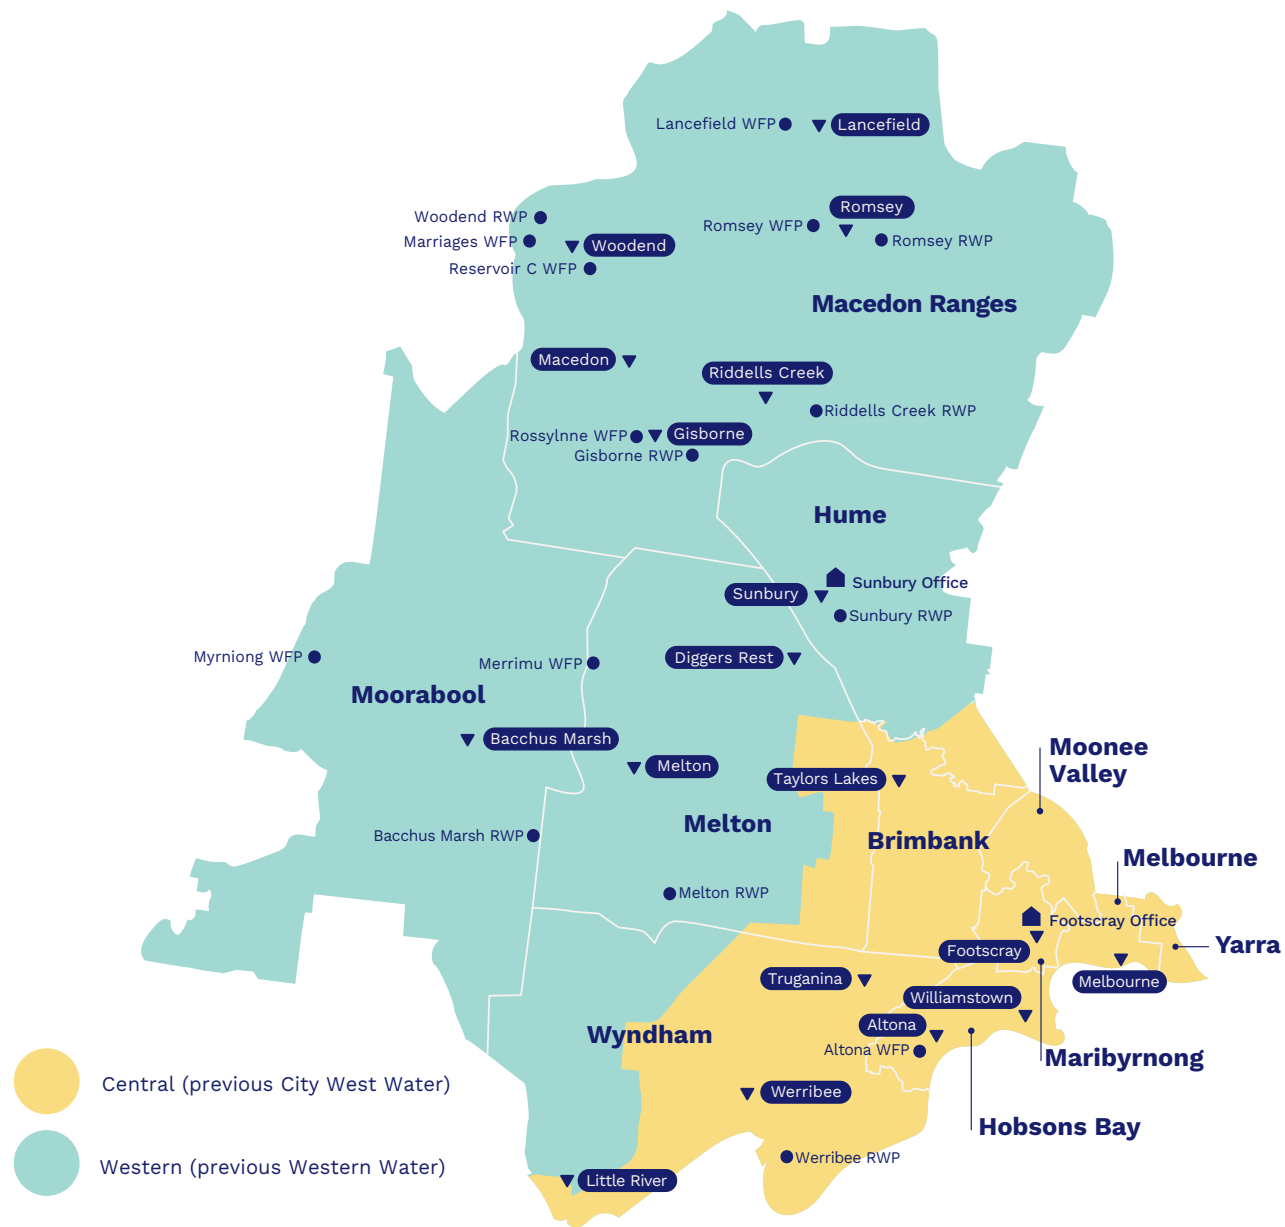 Lancefield WFP
Lancefield
Romsey
Woodend RWP
Romsey WFP
Marriages WFP
Woodend
Romsey RWP
Reservoir C WFP
Macedon Ranges
Macedon
Riddells Creek
Riddells Creek RWP
Rossylnne WFP
Gisborne
Gisborne RWP
Hume
Sunbury Office
Sunbury
Sunbury RWP
Myrniong WFP
Merrimu WFP
Diggers Rest
Moorabool
Bacchus Marsh
Moonee
Valley
Melton
Taylors Lakes
Melton
Bacchus Marsh RWP
Brimbank
Melbourne
Melton RWP
Footscray Office
Yarra
Footscray
Truganina
Melbourne
Williamstown
Altona
Wyndham
Altona WFP
Maribyrnong
Central (previous City West Water)
Werribee
Hobsons Bay
Werribee RWP
Western (previous Western Water)
Little River